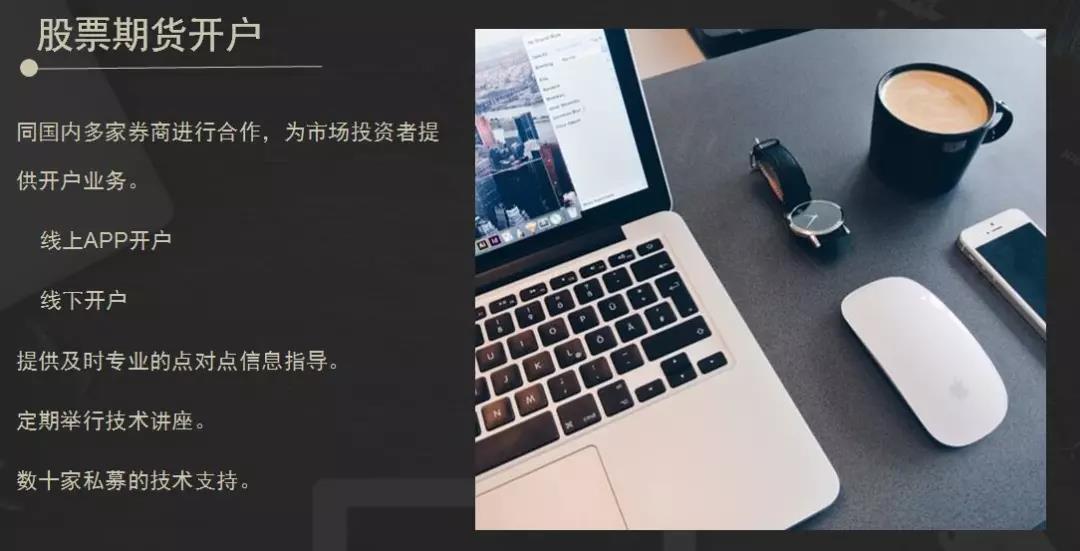 股票期货开户
同国内多家券商进行合作，为市场投资者提
供开户业务。
线上APP开户
线下开户
提供及时专业的点对点信息指导。
定期举行技术讲座。
数十家私募的技术支持。